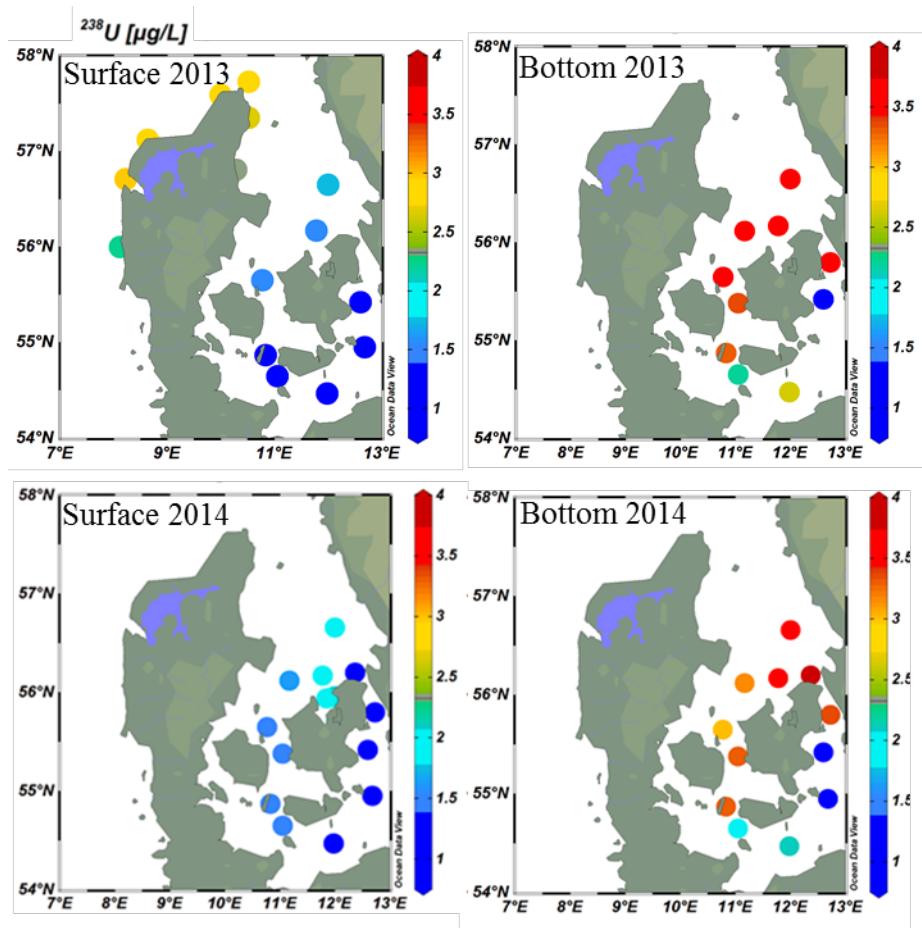 ²³⁸U [µg/L]
Surface 2013
58°N
57°N
56°N
55°N
54°N
7°E
9°E
11°E
13°E
4
3.5
3
2.5
2
1.5
1
Ocean Data View
Bottom 2013
58°N
57°N
56°N
55°N
54°N
7°E
8°E
9°E
10°E
11°E
12°E
13°E
4
3.5
3
2.5
2
1.5
1
Ocean Data View
Surface 2014
58°N
57°N
56°N
55°N
54°N
7°E
8°E
9°E
10°E
11°E
12°E
13°E
4
3.5
3
2.5
2
1.5
1
Ocean Data View
Bottom 2014
58°N
57°N
56°N
55°N
54°N
7°E
8°E
9°E
10°E
11°E
12°E
13°E
4
3.5
3
2.5
2
1.5
1
Ocean Data View